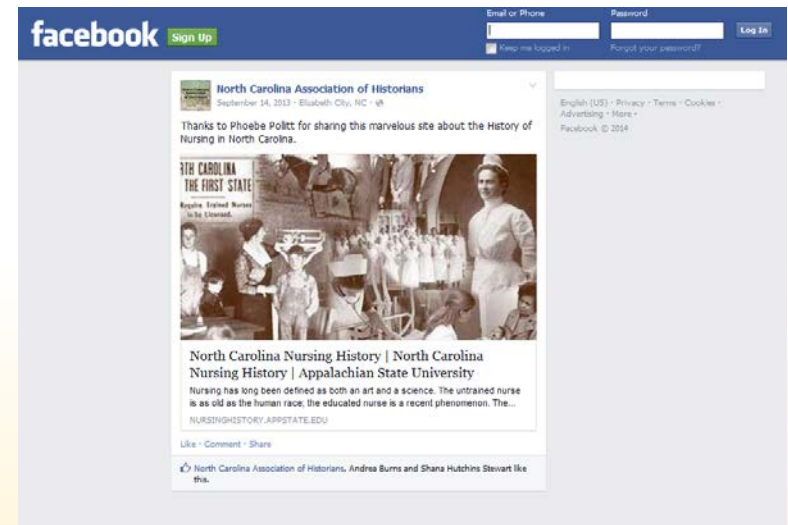 Email or Phone
Password
facebook
Sign Up
Log In
Keep me logged in
Forgot your password?
North Carolina Association of Historians
September 14, 2013 · Elizabeth City, NC ·
Thanks to Phoebe Politt for sharing this marvelous site about the History of
Nursing in North Carolina.
RTH CAROLINA
THE FIRST STATE
Require Trained Nurses
to be Licensed.
North Carolina Nursing History | North Carolina
Nursing History | Appalachian State University
Nursing has long been defined as both an art and a science. The untrained nurse
is as old as the human race; the educated nurse is a recent phenomenon. The...
NURSINGHISTORY.APPSTATE.EDU
Like · Comment · Share
North Carolina Association of Historians, Andrea Burns and Shana Hutchins Stewart like
this.
English (US) · Privacy · Terms · Cookies ·
Advertising · More
Facebook © 2014